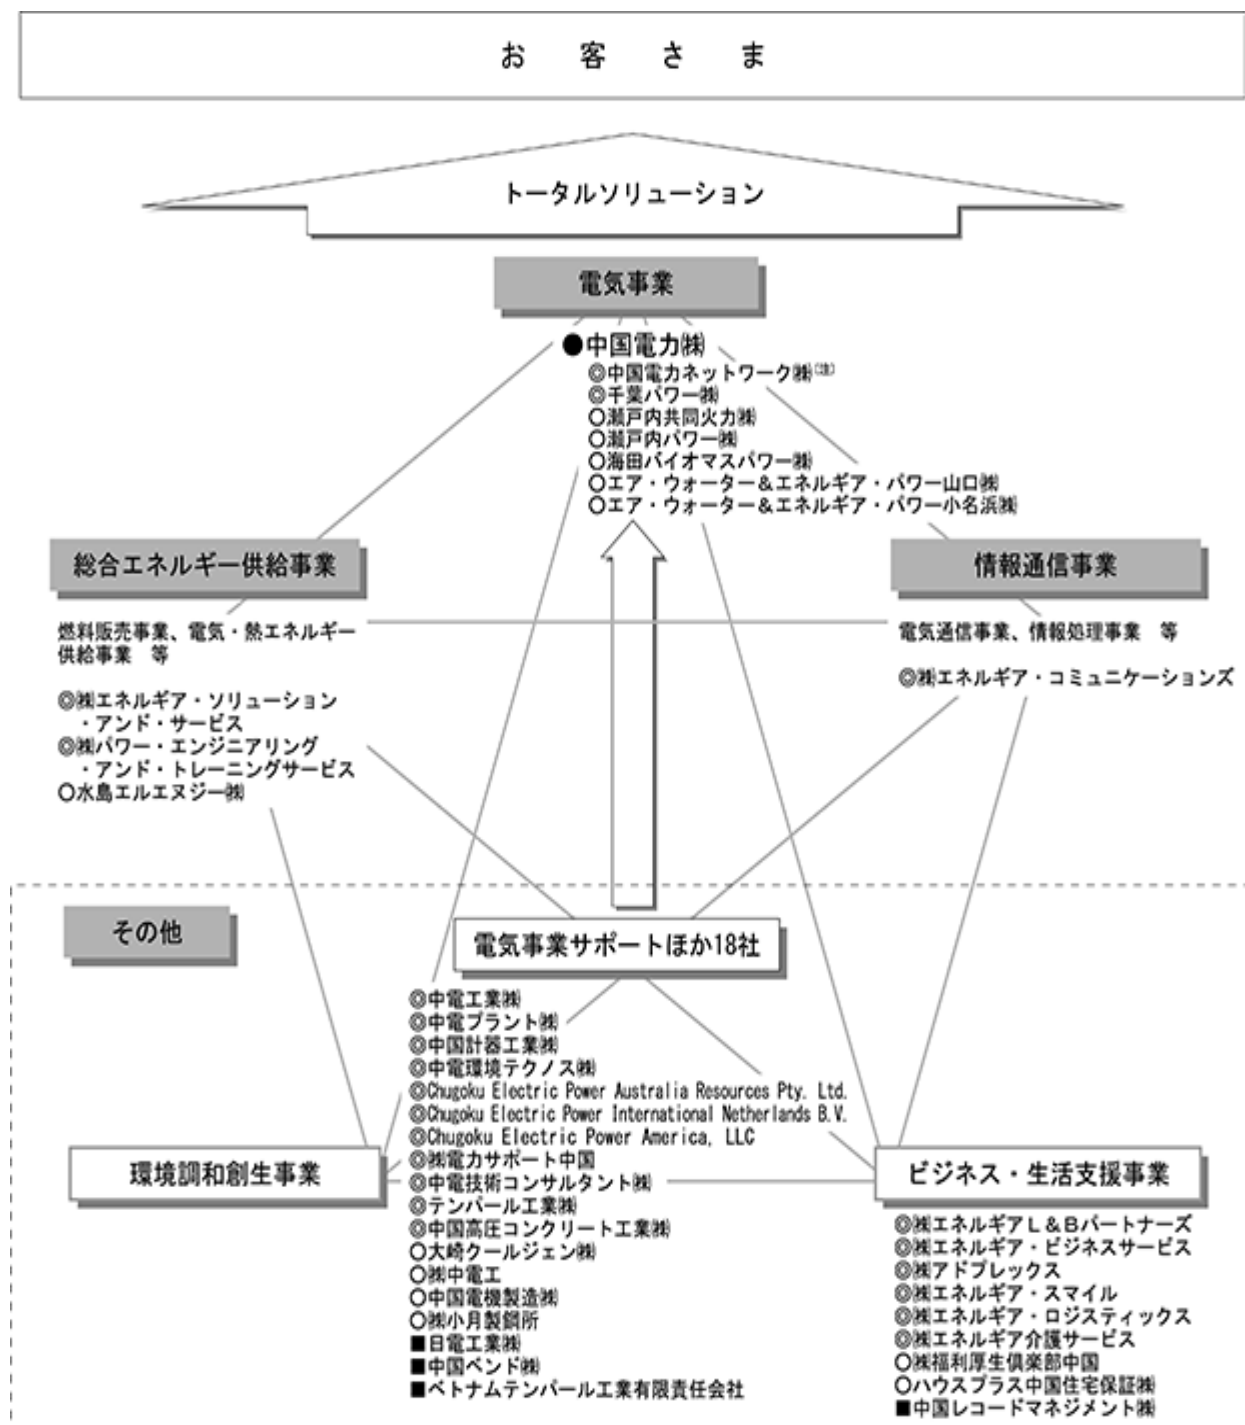 お客さま
トータルソリューション
電気事業
●中国電力㈱
◎中国電力ネットワーク㈱(注)
◎千葉パワー㈱
○瀬戸内共同火力㈱
○瀬戸内パワー㈱
○海田バイオマスパワー㈱
○エア・ウォーター＆エネルギア・パワー山口㈱
○エア・ウォーター＆エネルギア・パワー小名浜㈱
総合エネルギー供給事業
燃料販売事業、電気・熱エネルギー
供給事業　等
◎㈱エネルギア・ソリューション
・アンド・サービス
◎㈱パワー・エンジニアリング
・アンド・トレーニングサービス
○水島エルエヌジー㈱
情報通信事業
電気通信事業、情報処理事業　等
◎㈱エネルギア・コミュニケーションズ
その他
電気事業サポートほか18社
◎中電工業㈱
◎中電プラント㈱
◎中国計器工業㈱
◎中電環境テクノス㈱
◎Chugoku Electric Power Australia Resources Pty. Ltd.
◎Chugoku Electric Power International Netherlands B.V.
◎Chugoku Electric Power America, LLC
◎㈱電力サポート中国
◎中電技術コンサルタント㈱
◎テンパール工業㈱
◎中国高圧コンクリート工業㈱
○大崎クールジェン㈱
○㈱中電工
○中国電機製造㈱
○㈱小月製鋼所
■日電工業㈱
■中国ベンド㈱
■ベトナムテンパール工業有限責任会社
環境調和創生事業
ビジネス・生活支援事業
◎㈱エネルギアＬ＆Ｂパートナーズ
◎㈱エネルギア・ビジネスサービス
◎㈱アドプレックス
◎㈱エネルギア・スマイル
◎㈱エネルギア・ロジスティックス
◎㈱エネルギア介護サービス
○㈱福利厚生倶楽部中国
○ハウスプラス中国住宅保証㈱
■中国レコードマネジメント㈱